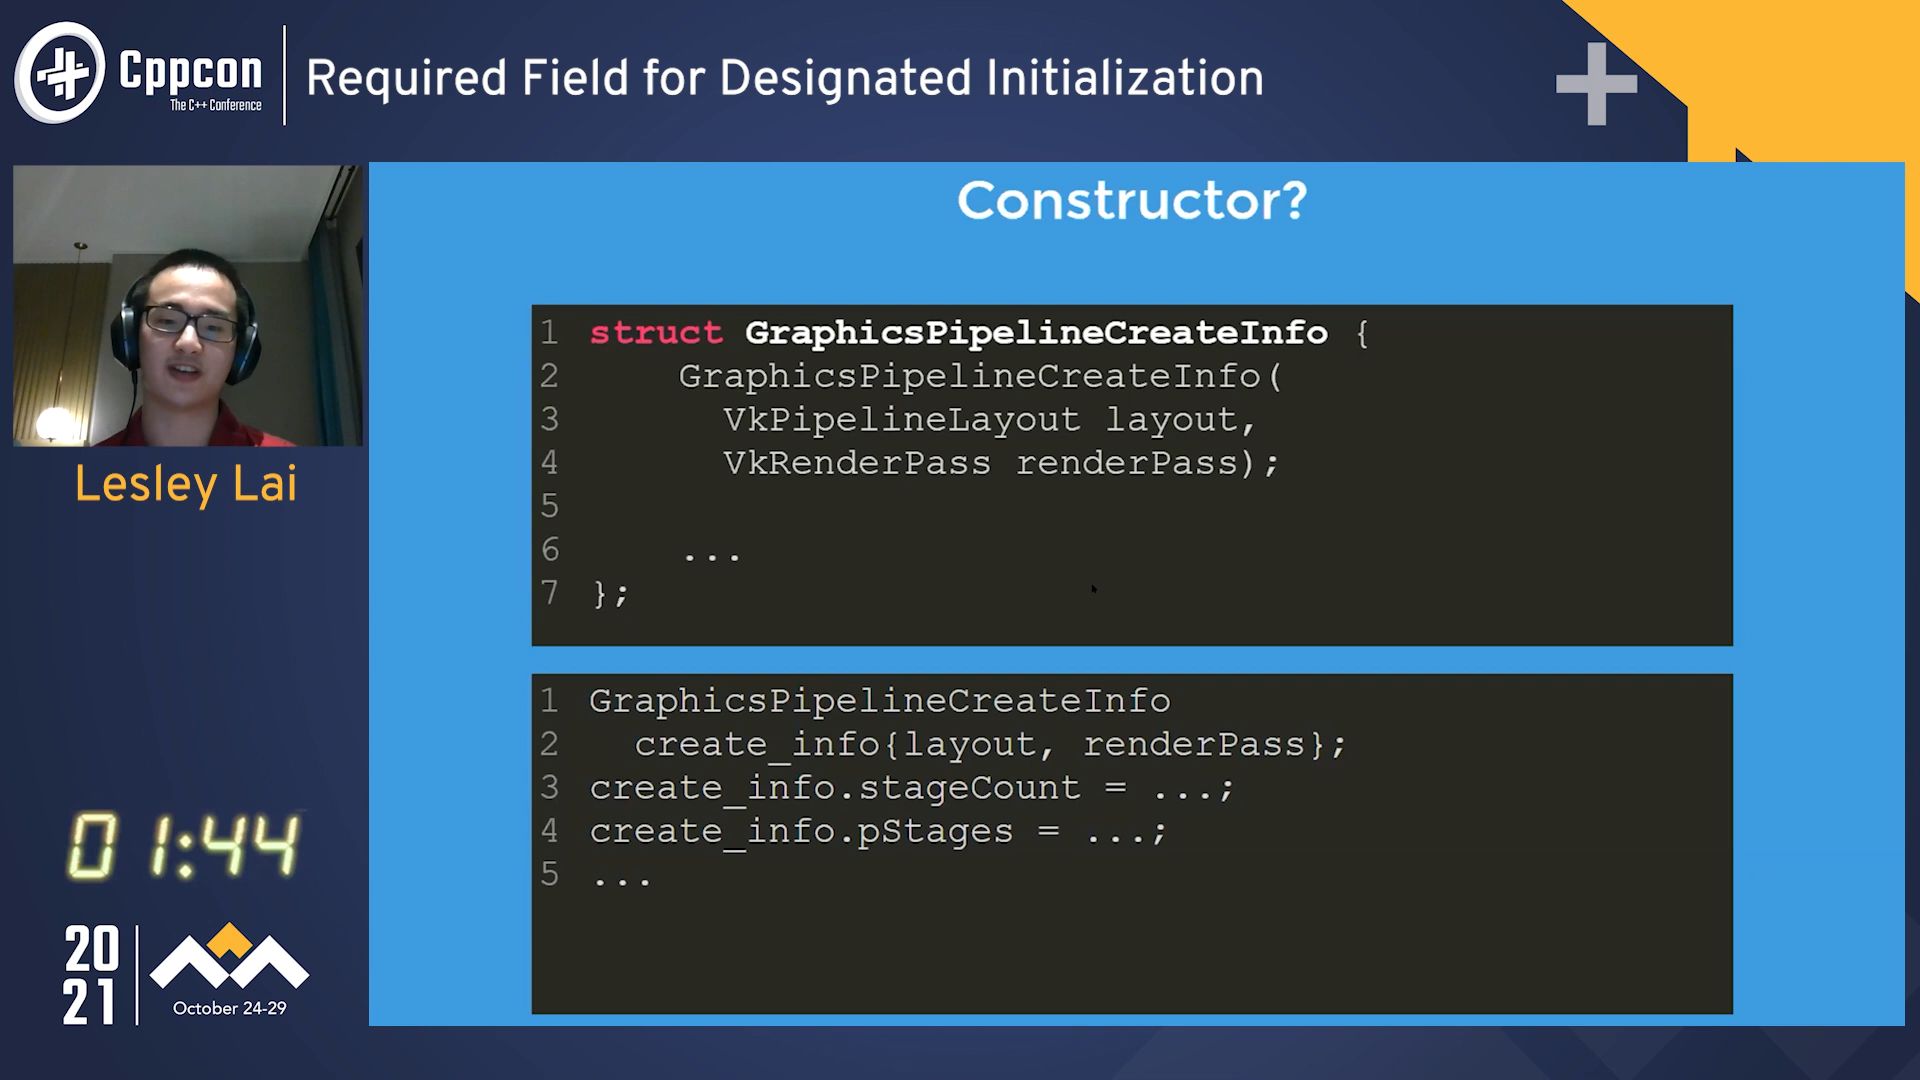 Cppcon
The C++ Conference
Required Field for Designated Initialization
Lesley Lai
01:44
20
21
October 24-29
Constructor?
1 struct GraphicsPipelineCreateInfo {
2 GraphicsPipelineCreateInfo(
3 VkPipelineLayout layout,
4 VkRenderPass renderPass);
5
6 ...
7 };
1 GraphicsPipelineCreateInfo
2 create_info{layout, renderPass};
3 create_info.stageCount = ...;
4 create_info.pStages = ...;
5 ...